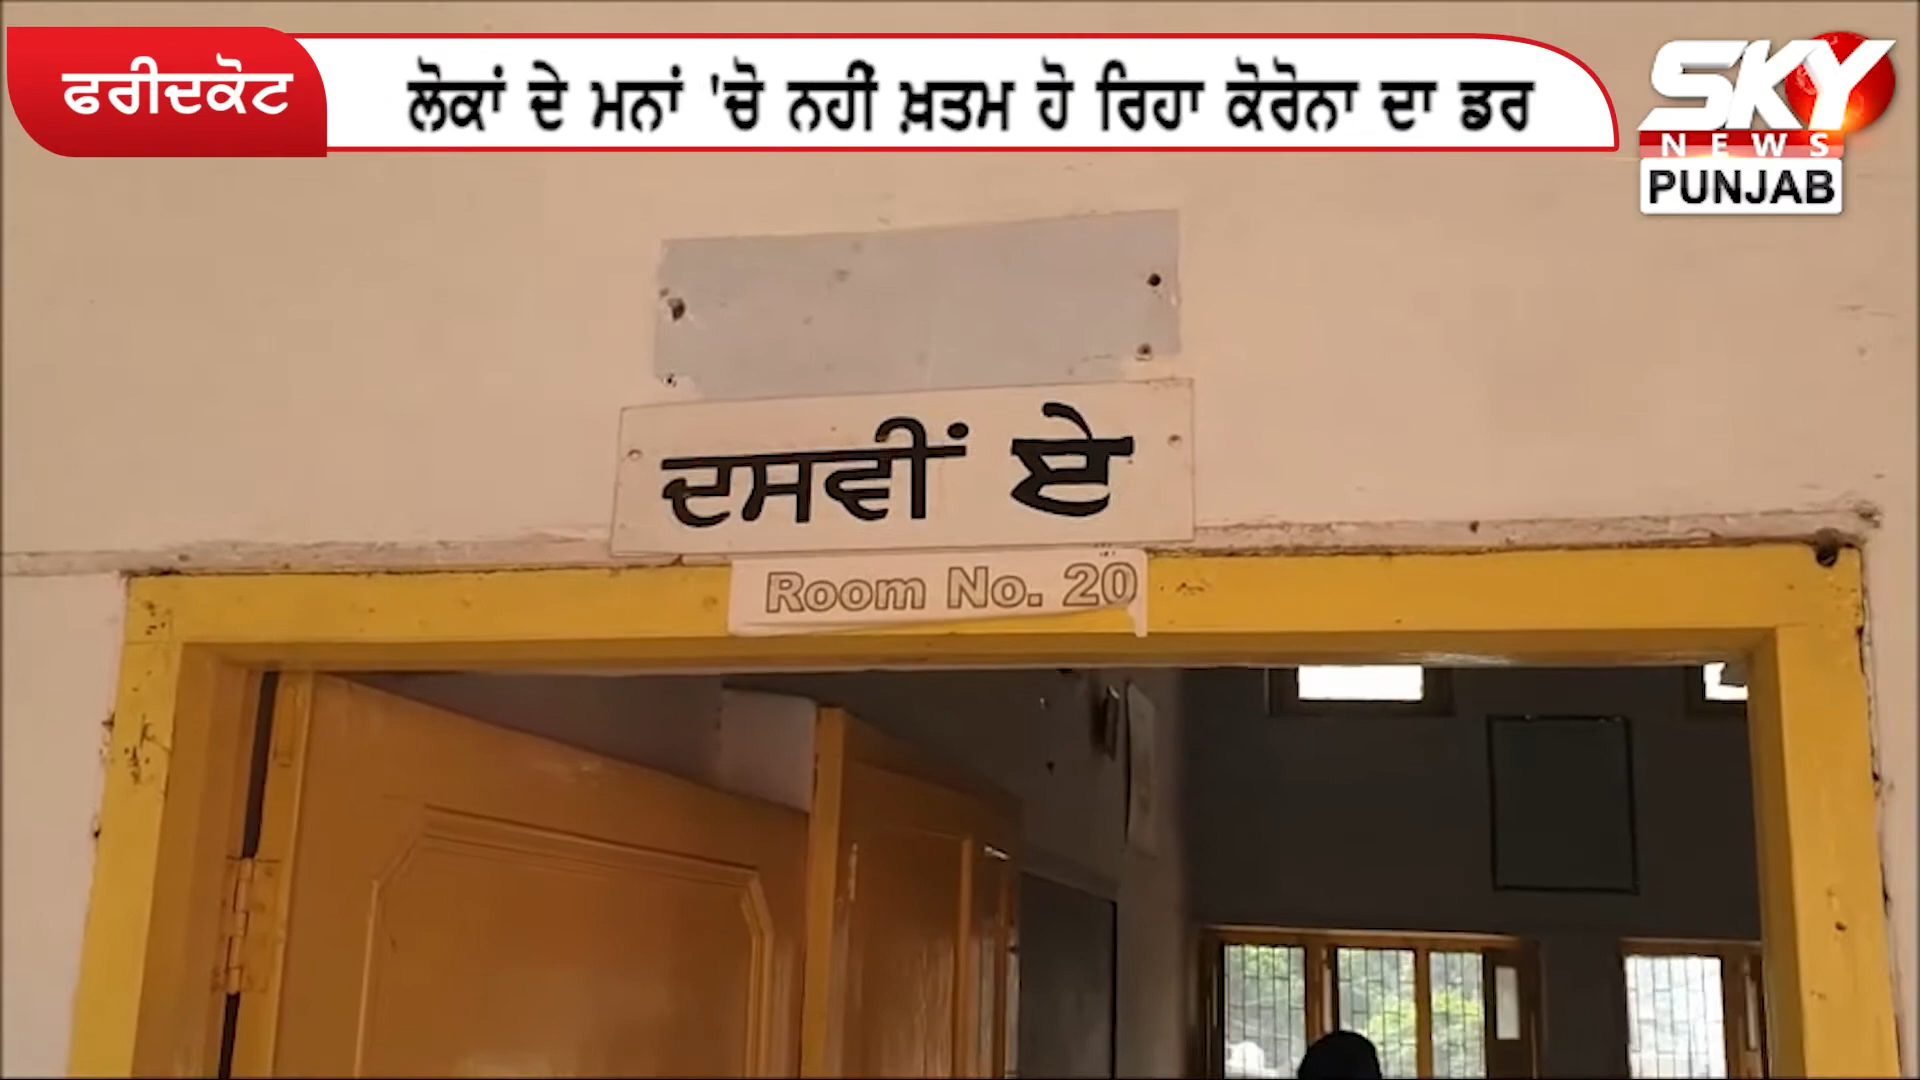 ਫਰੀਦਕੋਟ
ਲੋਕਾਂ ਦੇ ਮਨਾਂ 'ਚੋ ਨਹੀਂ ਖ਼ਤਮ ਹੋ ਰਿਹਾ ਕੋਰੋਨਾ ਦਾ ਡਰ
SKY
NEWS
PUNJAB
ਦਸਵੀਂ ਏ
Room No. 20